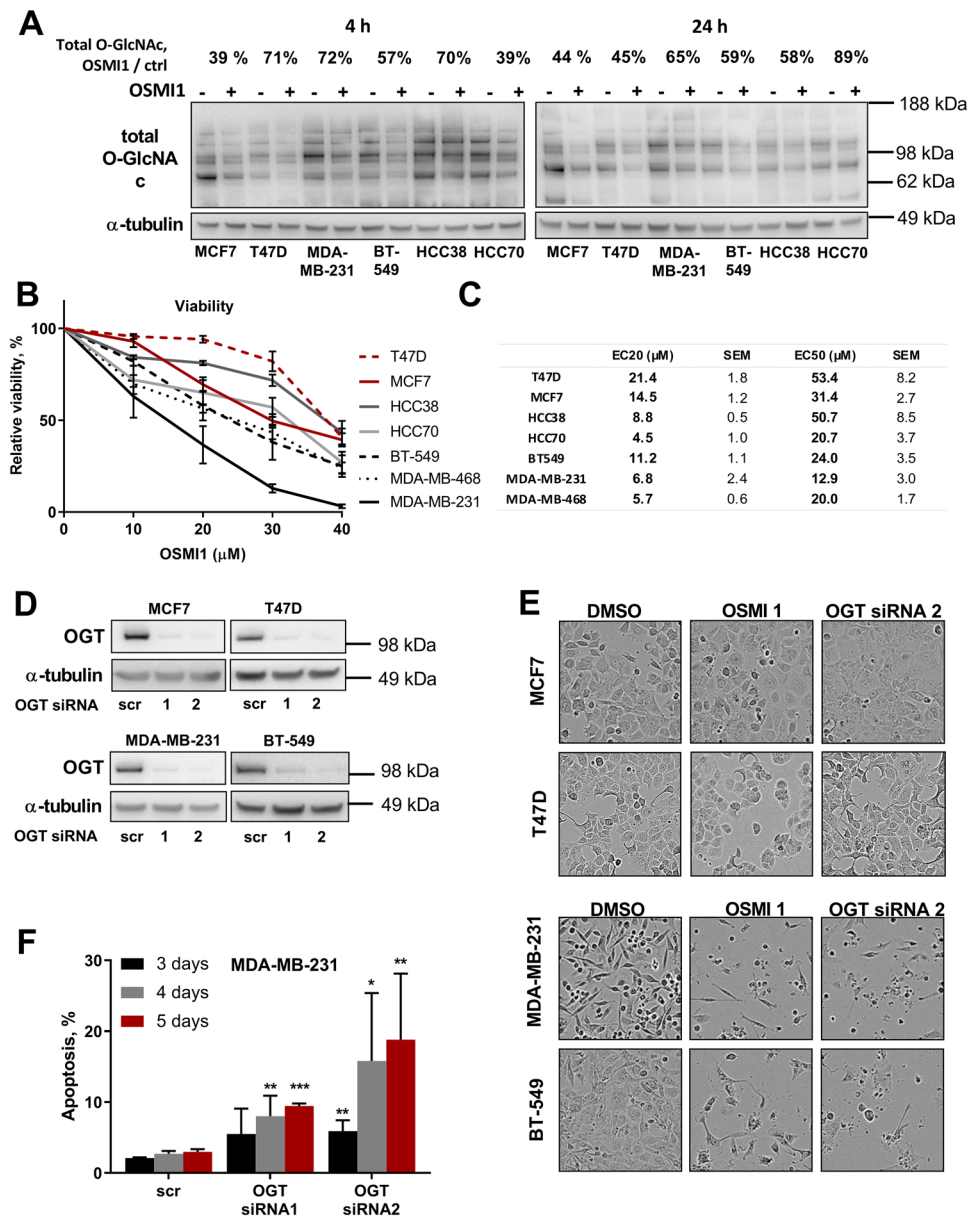 A
4 h
24 h
Total O-GlcNAc,
OSMI1 / ctrl
39 % 71% 72% 57% 70% 39% 44 % 45% 65% 59% 58% 89%
OSMI1 - + - + - + - + - + - + - + - + - + - + - + - +
188 kDa
total
O-GlcNA
c
98 kDa
62 kDa
α-tubulin
49 kDa
MCF7 T47D MDA-
MB-231 BT-
549 HCC38 HCC70
MCF7 T47D MDA-
MB-231 BT-
549 HCC38 HCC70
B
Viability
Relative viability, %
100
50
0
0 10 20 30 40
OSMI1 (µM)
T47D
MCF7
HCC38
HCC70
BT-549
MDA-MB-468
MDA-MB-231
C
EC20 (µM) SEM EC50 (µM) SEM
T47D 21.4 1.8 53.4 8.2
MCF7 14.5 1.2 31.4 2.7
HCC38 8.8 0.5 50.7 8.5
HCC70 4.5 1.0 20.7 3.7
BT549 11.2 1.1 24.0 3.5
MDA-MB-231 6.8 2.4 12.9 3.0
MDA-MB-468 5.7 0.6 20.0 1.7
D
MCF7 T47D
OGT
98 kDa
α-tubulin
49 kDa
OGT siRNA scr 1 2 scr 1 2
MDA-MB-231 BT-549
OGT
98 kDa
α-tubulin
49 kDa
OGT siRNA scr 1 2 scr 1 2
E
DMSO OSMI 1 OGT siRNA 2
MCF7
T47D
DMSO OSMI 1 OGT siRNA 2
MDA-MB-231
BT-549
F
MDA-MB-231
Apoptosis, %
30
20
10
0
3 days
4 days
5 days
** *** ** * **
scr OGT
siRNA1 OGT
siRNA2